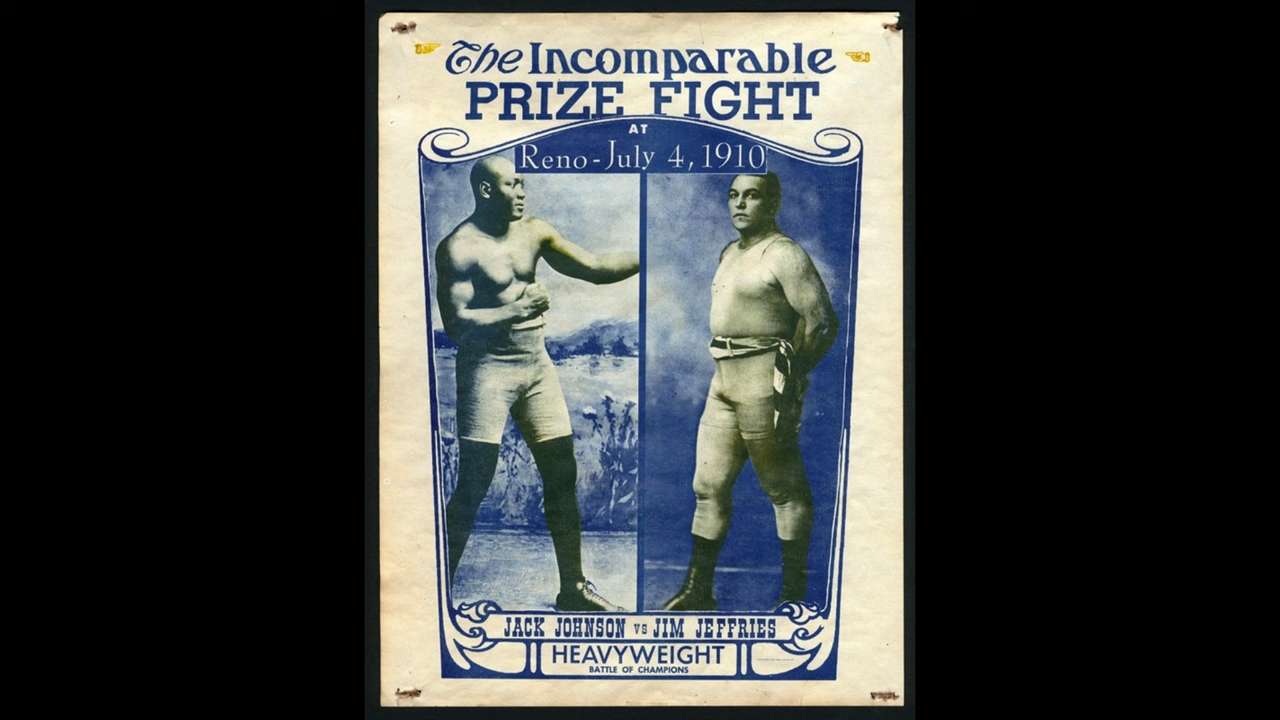 The Incomparable
PRIZE FIGHT
AT
Reno - July 4, 1910
JACK JOHNSON VS JIM JEFFRIES
HEAVYWEIGHT
BATTLE OF CHAMPIONS